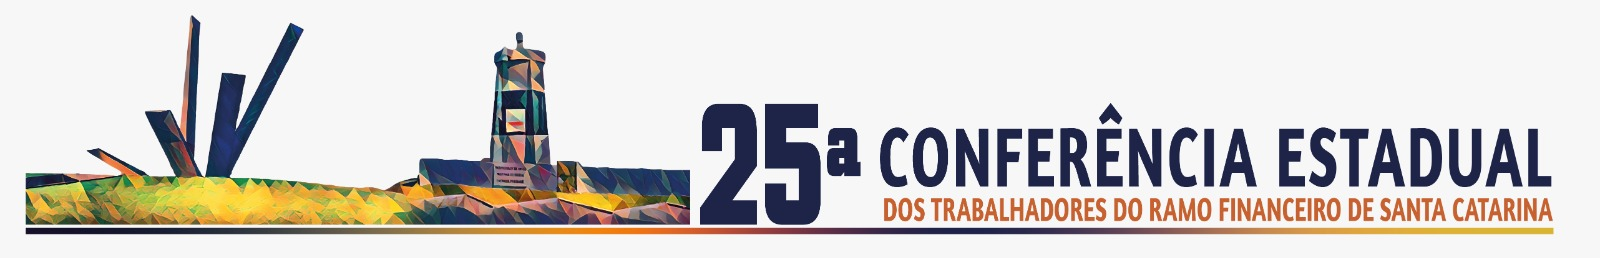 25ª CONFERÊNCIA ESTADUAL
DOS TRABALHADORES DO RAMO FINANCEIRO DE SANTA CATARINA